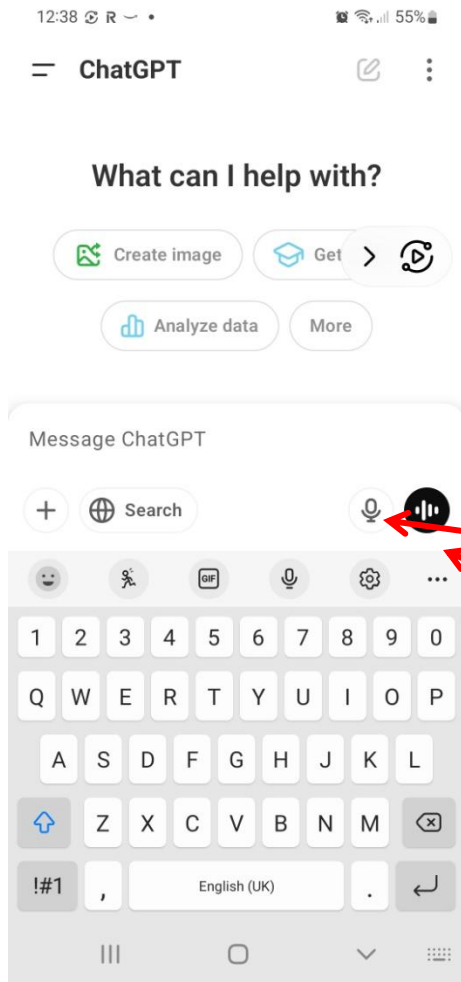 12:38 R 55%
ChatGPT
What can I help with?
Create image Get
Analyze data More
Message ChatGPT
Search
GIF
1 2 3 4 5 6 7 8 9 0
Q W E R T Y U I O P
A S D F G H J K L
Z X C V B N M
!#1 , English (UK) .